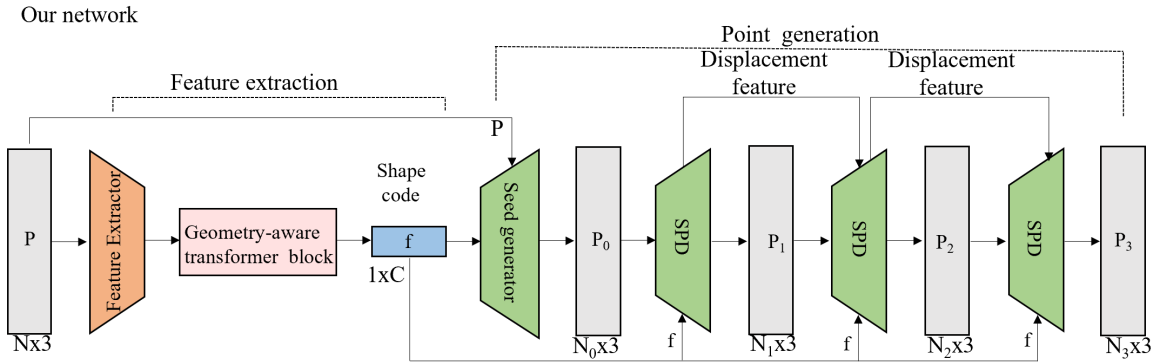 Our network
Point generation
Feature extraction
Displacement
feature
Displacement
feature
P
Shape
code
P
Feature Extractor
Geometry-aware
transformer block
f
1xC
Seed generator
P₀
SPD
P₁
SPD
P₂
SPD
P₃
f
f
f
Nx3
N₀x3
N₁x3
N₂x3
N₃x3